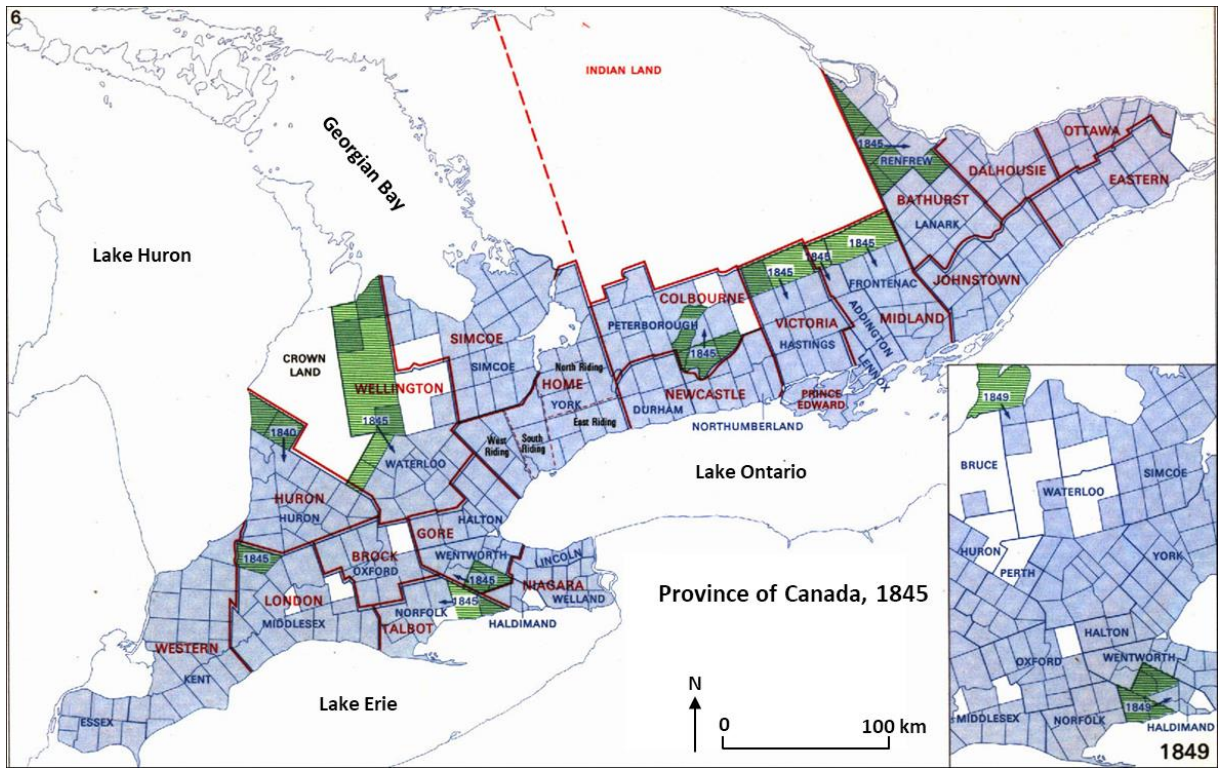 6
INDIAN LAND
Georgian Bay
Lake Huron
OTTAWA
1845
RENFREW
DALHOUSIE
EASTERN
BATHURST
LANARK
1845
1845
1845
FRONTENAC
JOHNSTOWN
COLBOURNE
PETERBOROUGH
VICTORIA
HASTINGS
ADDINGTON
MIDLAND
LENNOX
1845
SIMCOE
SIMCOE
CROWN
LAND
WELLINGTON
North Riding
HOME
YORK
East Riding
NEWCASTLE
DURHAM
PRINCE
EDWARD
NORTHUMBERLAND
1845
1840
West
Riding
South
Riding
WATERLOO
Lake Ontario
HURON
HURON
HALTON
GORE
BROCK
OXFORD
WENTWORTH
LINCOLN
1845
1845
NIAGARA
WELLAND
LONDON
MIDDLESEX
NORFOLK
1845
TALBOT
HALDIMAND
WESTERN
KENT
ESSEX
Lake Erie
Province of Canada, 1845
N
0 100 km
1849
BRUCE
WATERLOO
SIMCOE
HURON
PERTH
YORK
HALTON
OXFORD
WENTWORTH
1849
MIDDLESEX
NORFOLK
HALDIMAND
1849